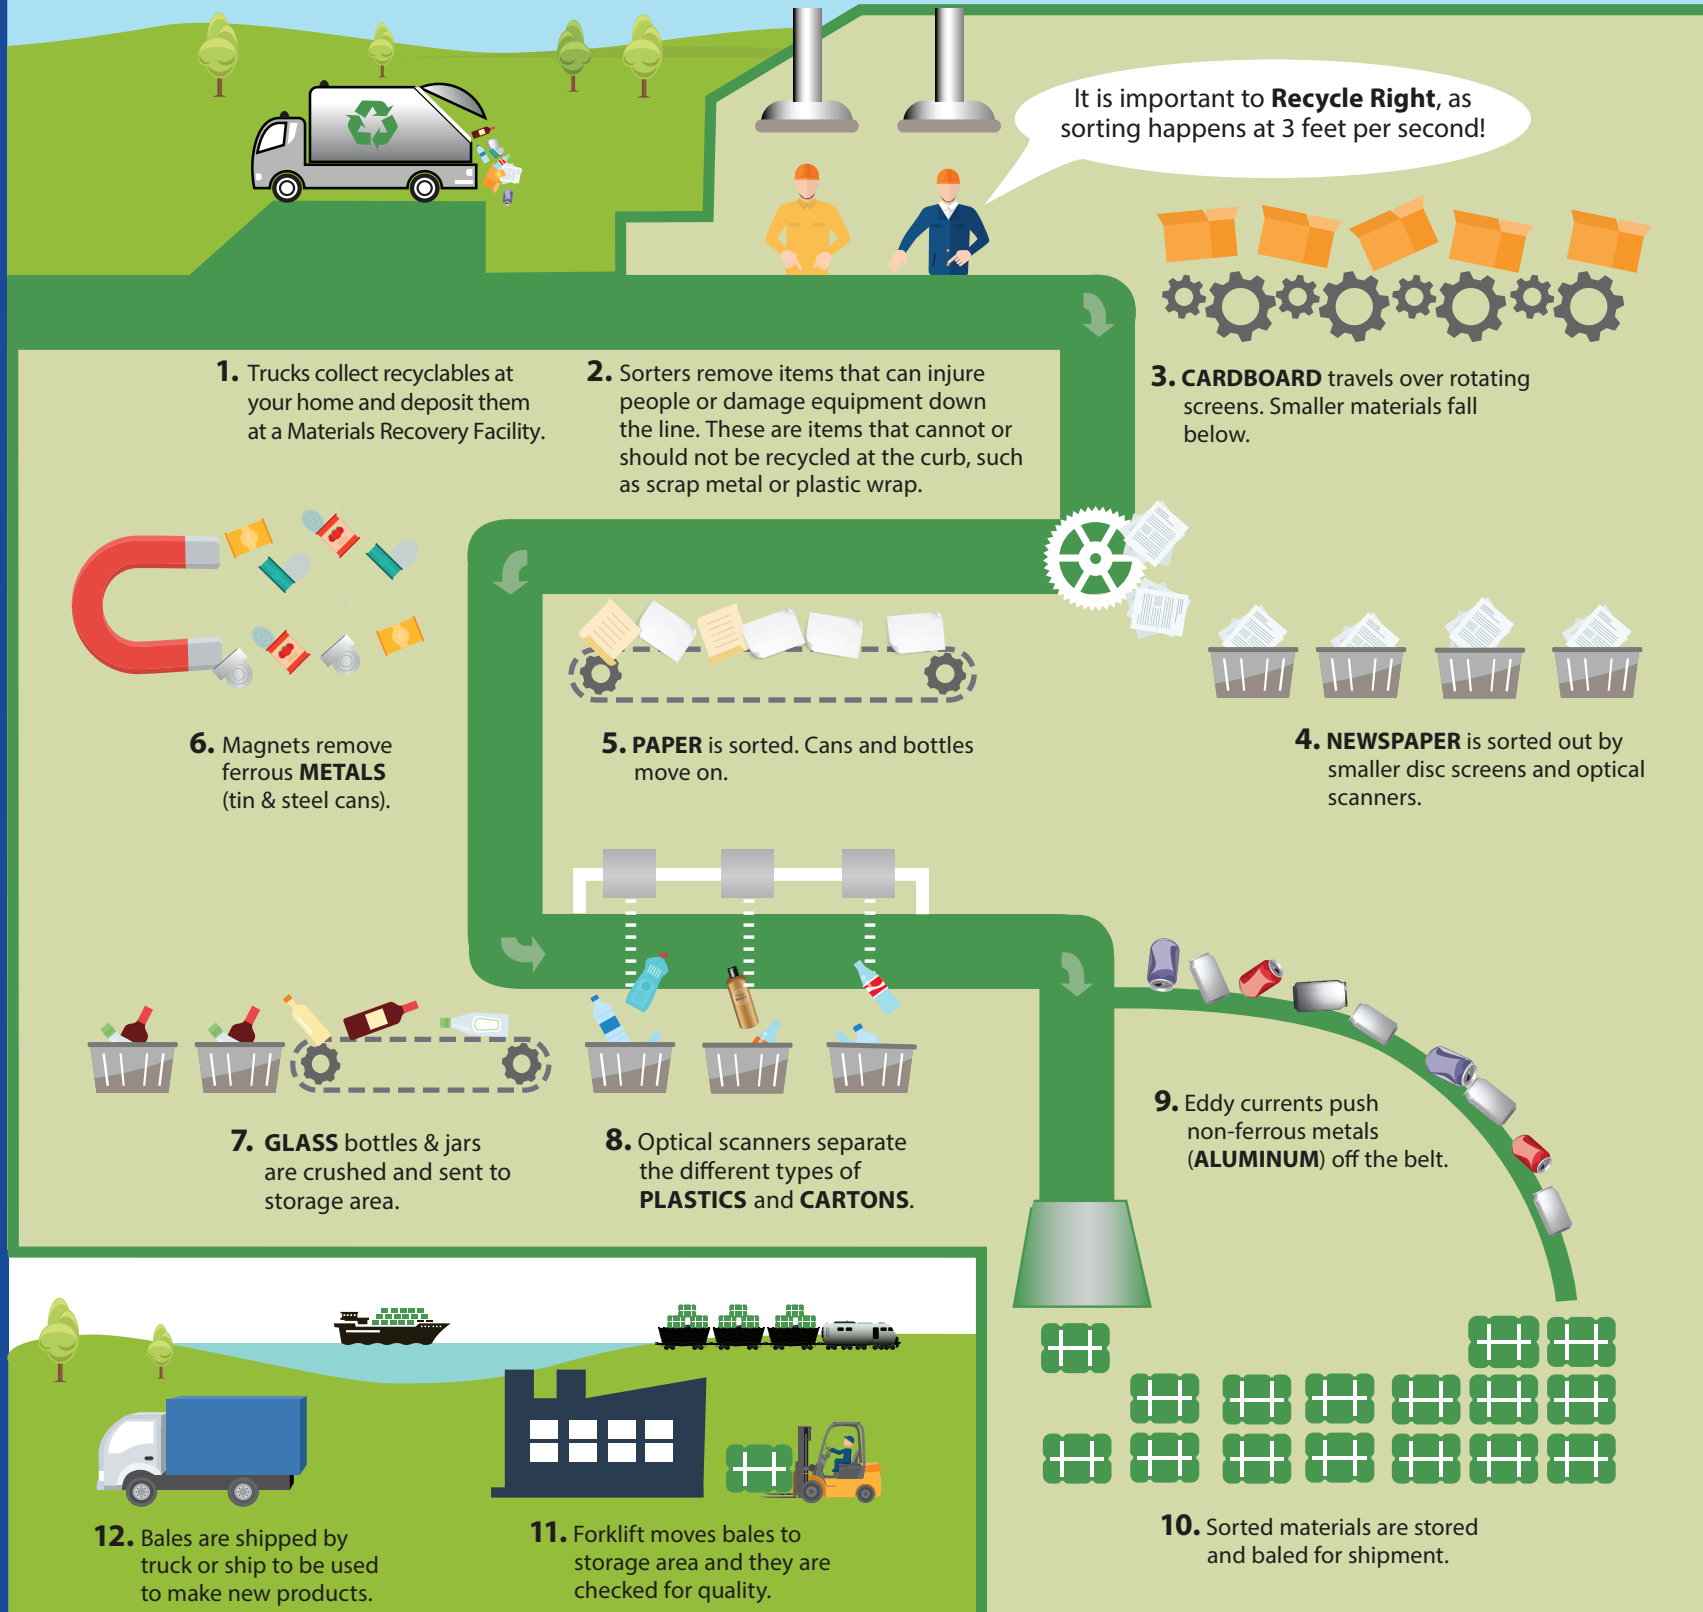 It is important to Recycle Right, as
sorting happens at 3 feet per second!
1. Trucks collect recyclables at
your home and deposit them
at a Materials Recovery Facility.
2. Sorters remove items that can injure
people or damage equipment down
the line. These are items that cannot or
should not be recycled at the curb, such
as scrap metal or plastic wrap.
3. CARDBOARD travels over rotating
screens. Smaller materials fall
below.
4. NEWSPAPER is sorted out by
smaller disc screens and optical
scanners.
5. PAPER is sorted. Cans and bottles
move on.
6. Magnets remove
ferrous METALS
(tin & steel cans).
7. GLASS bottles & jars
are crushed and sent to
storage area.
8. Optical scanners separate
the different types of
PLASTICS and CARTONS.
9. Eddy currents push
non-ferrous metals
(ALUMINUM) off the belt.
10. Sorted materials are stored
and baled for shipment.
11. Forklift moves bales to
storage area and they are
checked for quality.
12. Bales are shipped by
truck or ship to be used
to make new products.